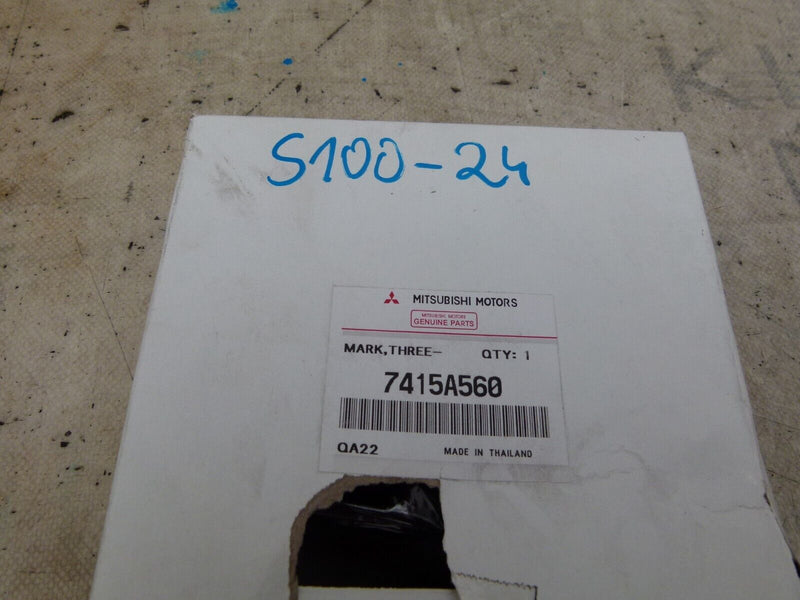 S100-24
MITSUBISHI MOTORS
MITSUBISHI MOTORS
GENUINE PARTS
MARK,THREE- QTY: 1
7415A560
QA22 MADE IN THAILAND